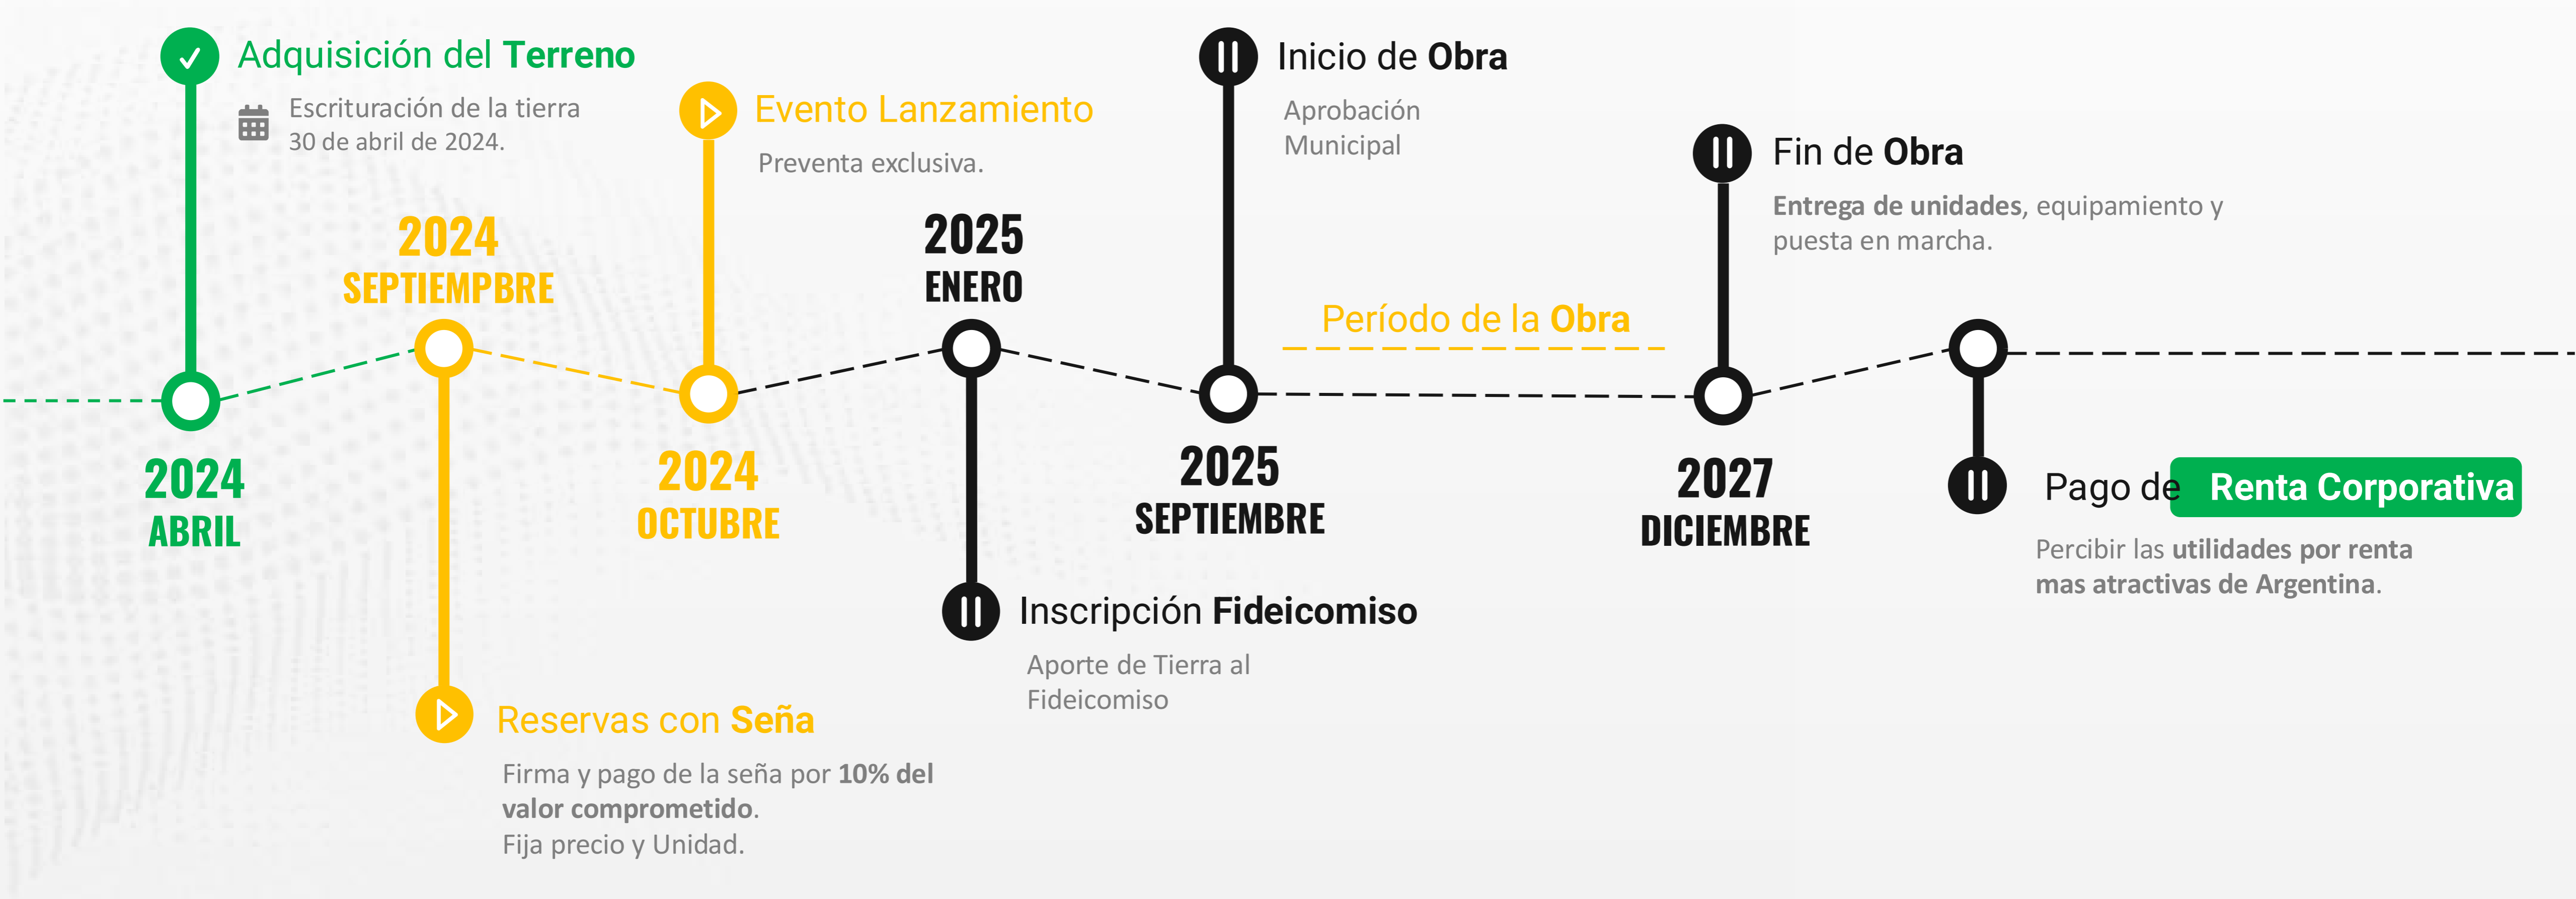 Adquisición del Terreno
Escrituración de la tierra
30 de abril de 2024.
2024
ABRIL
2024
SEPTIEMPBRE
Reservas con Seña
Firma y pago de la seña por 10% del
valor comprometido.
Fija precio y Unidad.
Evento Lanzamiento
Preventa exclusiva.
2024
OCTUBRE
2025
ENERO
Inscripción Fideicomiso
Aporte de Tierra al
Fideicomiso
Inicio de Obra
Aprobación
Municipal
2025
SEPTIEMBRE
Período de la Obra
Fin de Obra
Entrega de unidades, equipamiento y
puesta en marcha.
2027
DICIEMBRE
Pago de Renta Corporativa
Percibir las utilidades por renta
mas atractivas de Argentina.